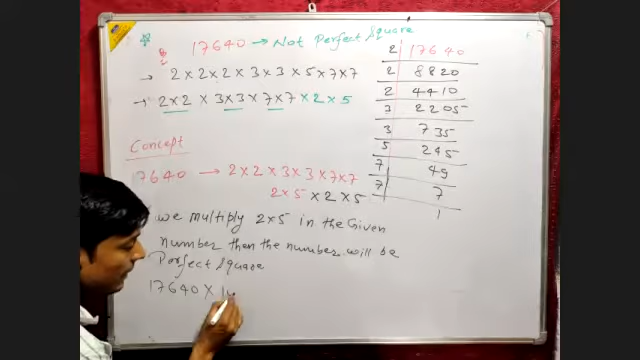 17640 → Not Perfect Square
→ 2 × 2 × 2 × 3 × 3 × 5 × 7 × 7
→ 2 × 2 × 3 × 3 × 7 × 7 × 2 × 5
Concept
17640 → 2 × 2 × 3 × 3 × 7 × 7
2 × 5 × 2 × 5
we multiply 2 × 5 in the Given
number then the number will be
Perfect Square
17640 ×
2 | 17640
2 | 8820
2 | 4410
3 | 2205
3 | 735
5 | 245
7 | 49
7 | 7
1